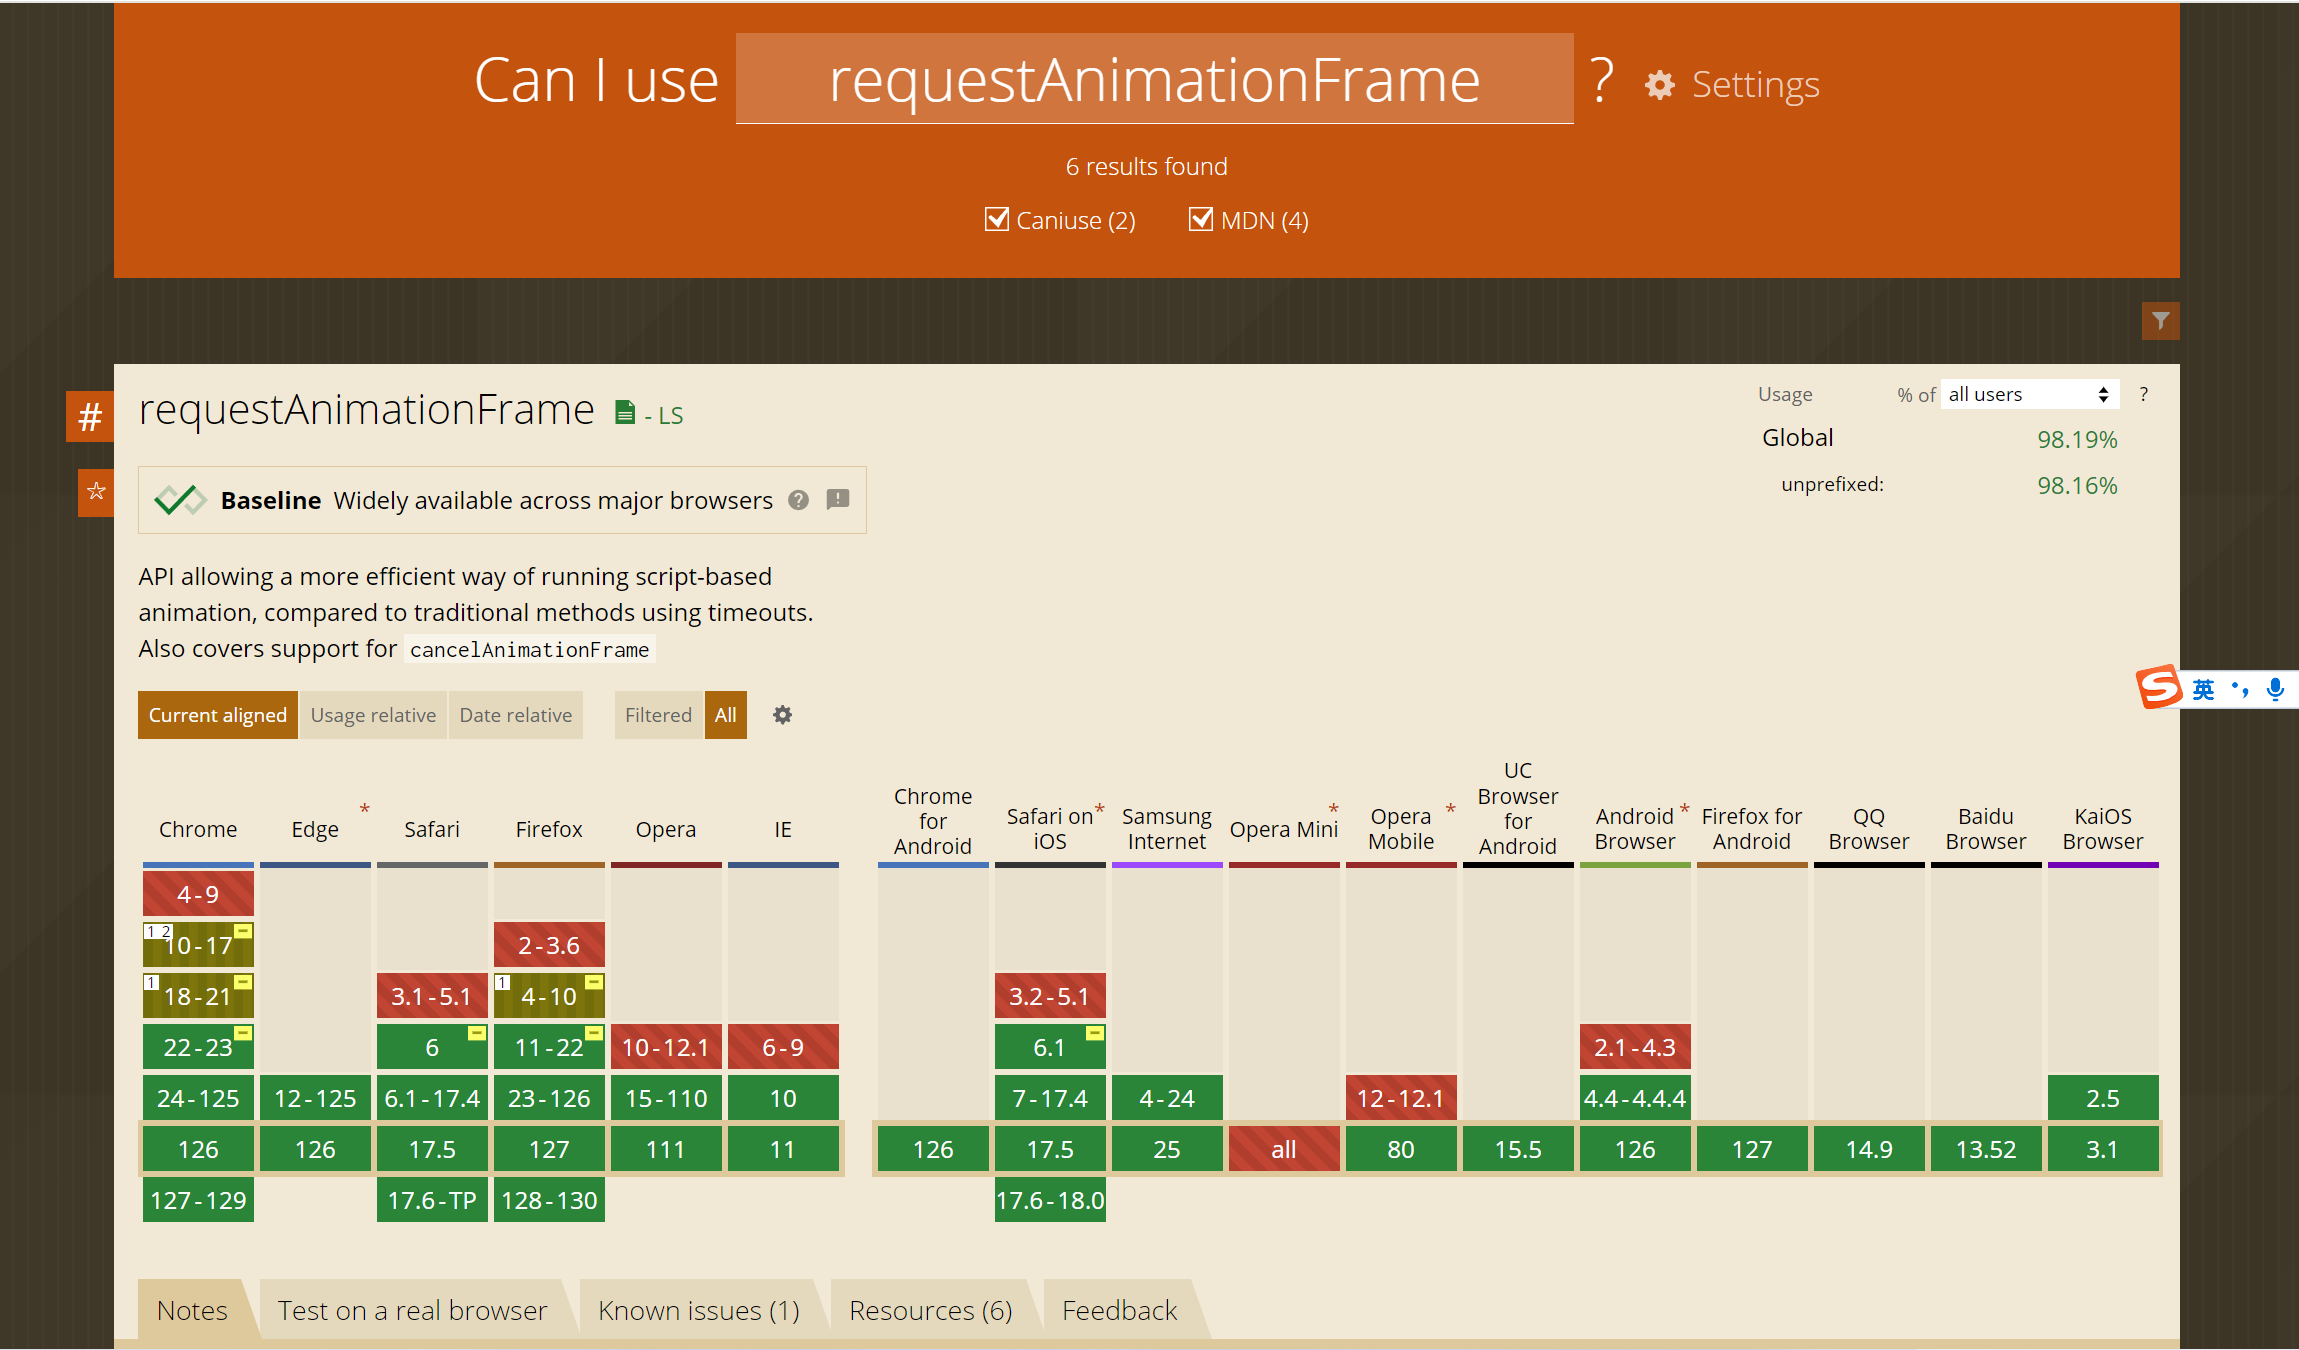 Can I use requestAnimationFrame ? Settings
6 results found
Caniuse (2) MDN (4)
#
requestAnimationFrame - LS
Usage % of all users ?
Global 98.19%
unprefixed: 98.16%
Baseline Widely available across major browsers
API allowing a more efficient way of running script-based
animation, compared to traditional methods using timeouts.
Also covers support for cancelAnimationFrame
英
Current aligned Usage relative Date relative Filtered All
Chrome Edge * Safari Firefox Opera IE
Chrome for Android Safari on iOS * Samsung Internet Opera Mini * Opera Mobile * UC Browser for Android Android Browser * Firefox for Android QQ Browser Baidu Browser KaiOS Browser
4-9
1 2 10-17 2-3.6
1 18-21 3.1-5.1 1 4-10 3.2-5.1
22-23 6 11-22 10-12.1 6-9 6.1 2.1-4.3
24-125 12-125 6.1-17.4 23-126 15-110 10 7-17.4 4-24 12-12.1 4.4-4.4.4 2.5
126 126 17.5 127 111 11 126 17.5 25 all 80 15.5 126 127 14.9 13.52 3.1
127-129 17.6-TP 128-130 17.6-18.0
Notes Test on a real browser Known issues (1) Resources (6) Feedback